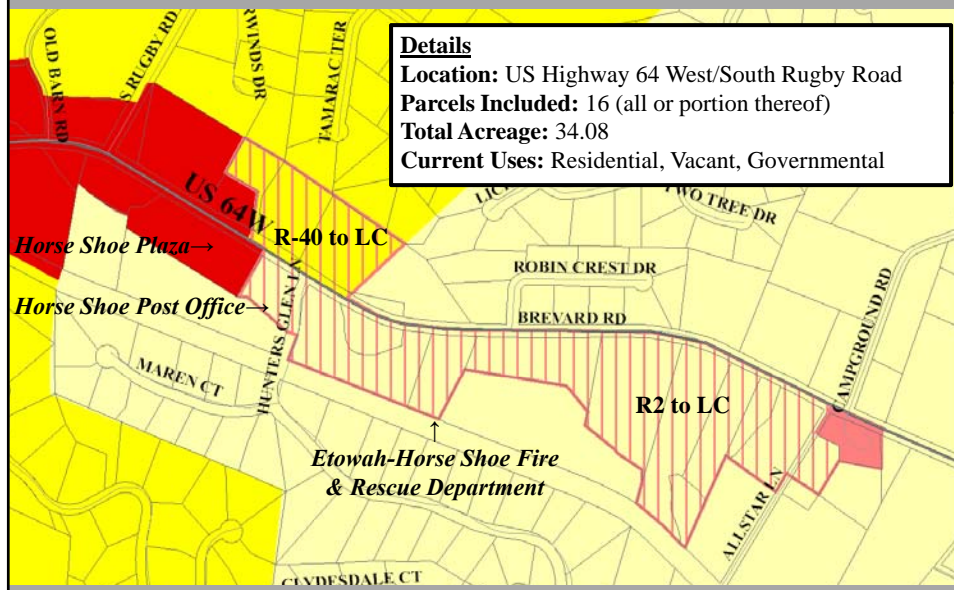 Details
Location: US Highway 64 West/South Rugby Road
Parcels Included: 16 (all or portion thereof)
Total Acreage: 34.08
Current Uses: Residential, Vacant, Governmental
OLD BARN RD
S RUGBY RD
RWINDS DR
TAMARACTER
LIC
TWO TREE DR
US 64W
R-40 to LC
Horse Shoe Plaza→
ROBIN CREST DR
Horse Shoe Post Office→
HUNTERS GLEN LN
BREVARD RD
CAMPGROUND RD
MAREN CT
R2 to LC
↑
Etowah-Horse Shoe Fire
& Rescue Department
ALLSTAR LN
CLYDESDALE CT